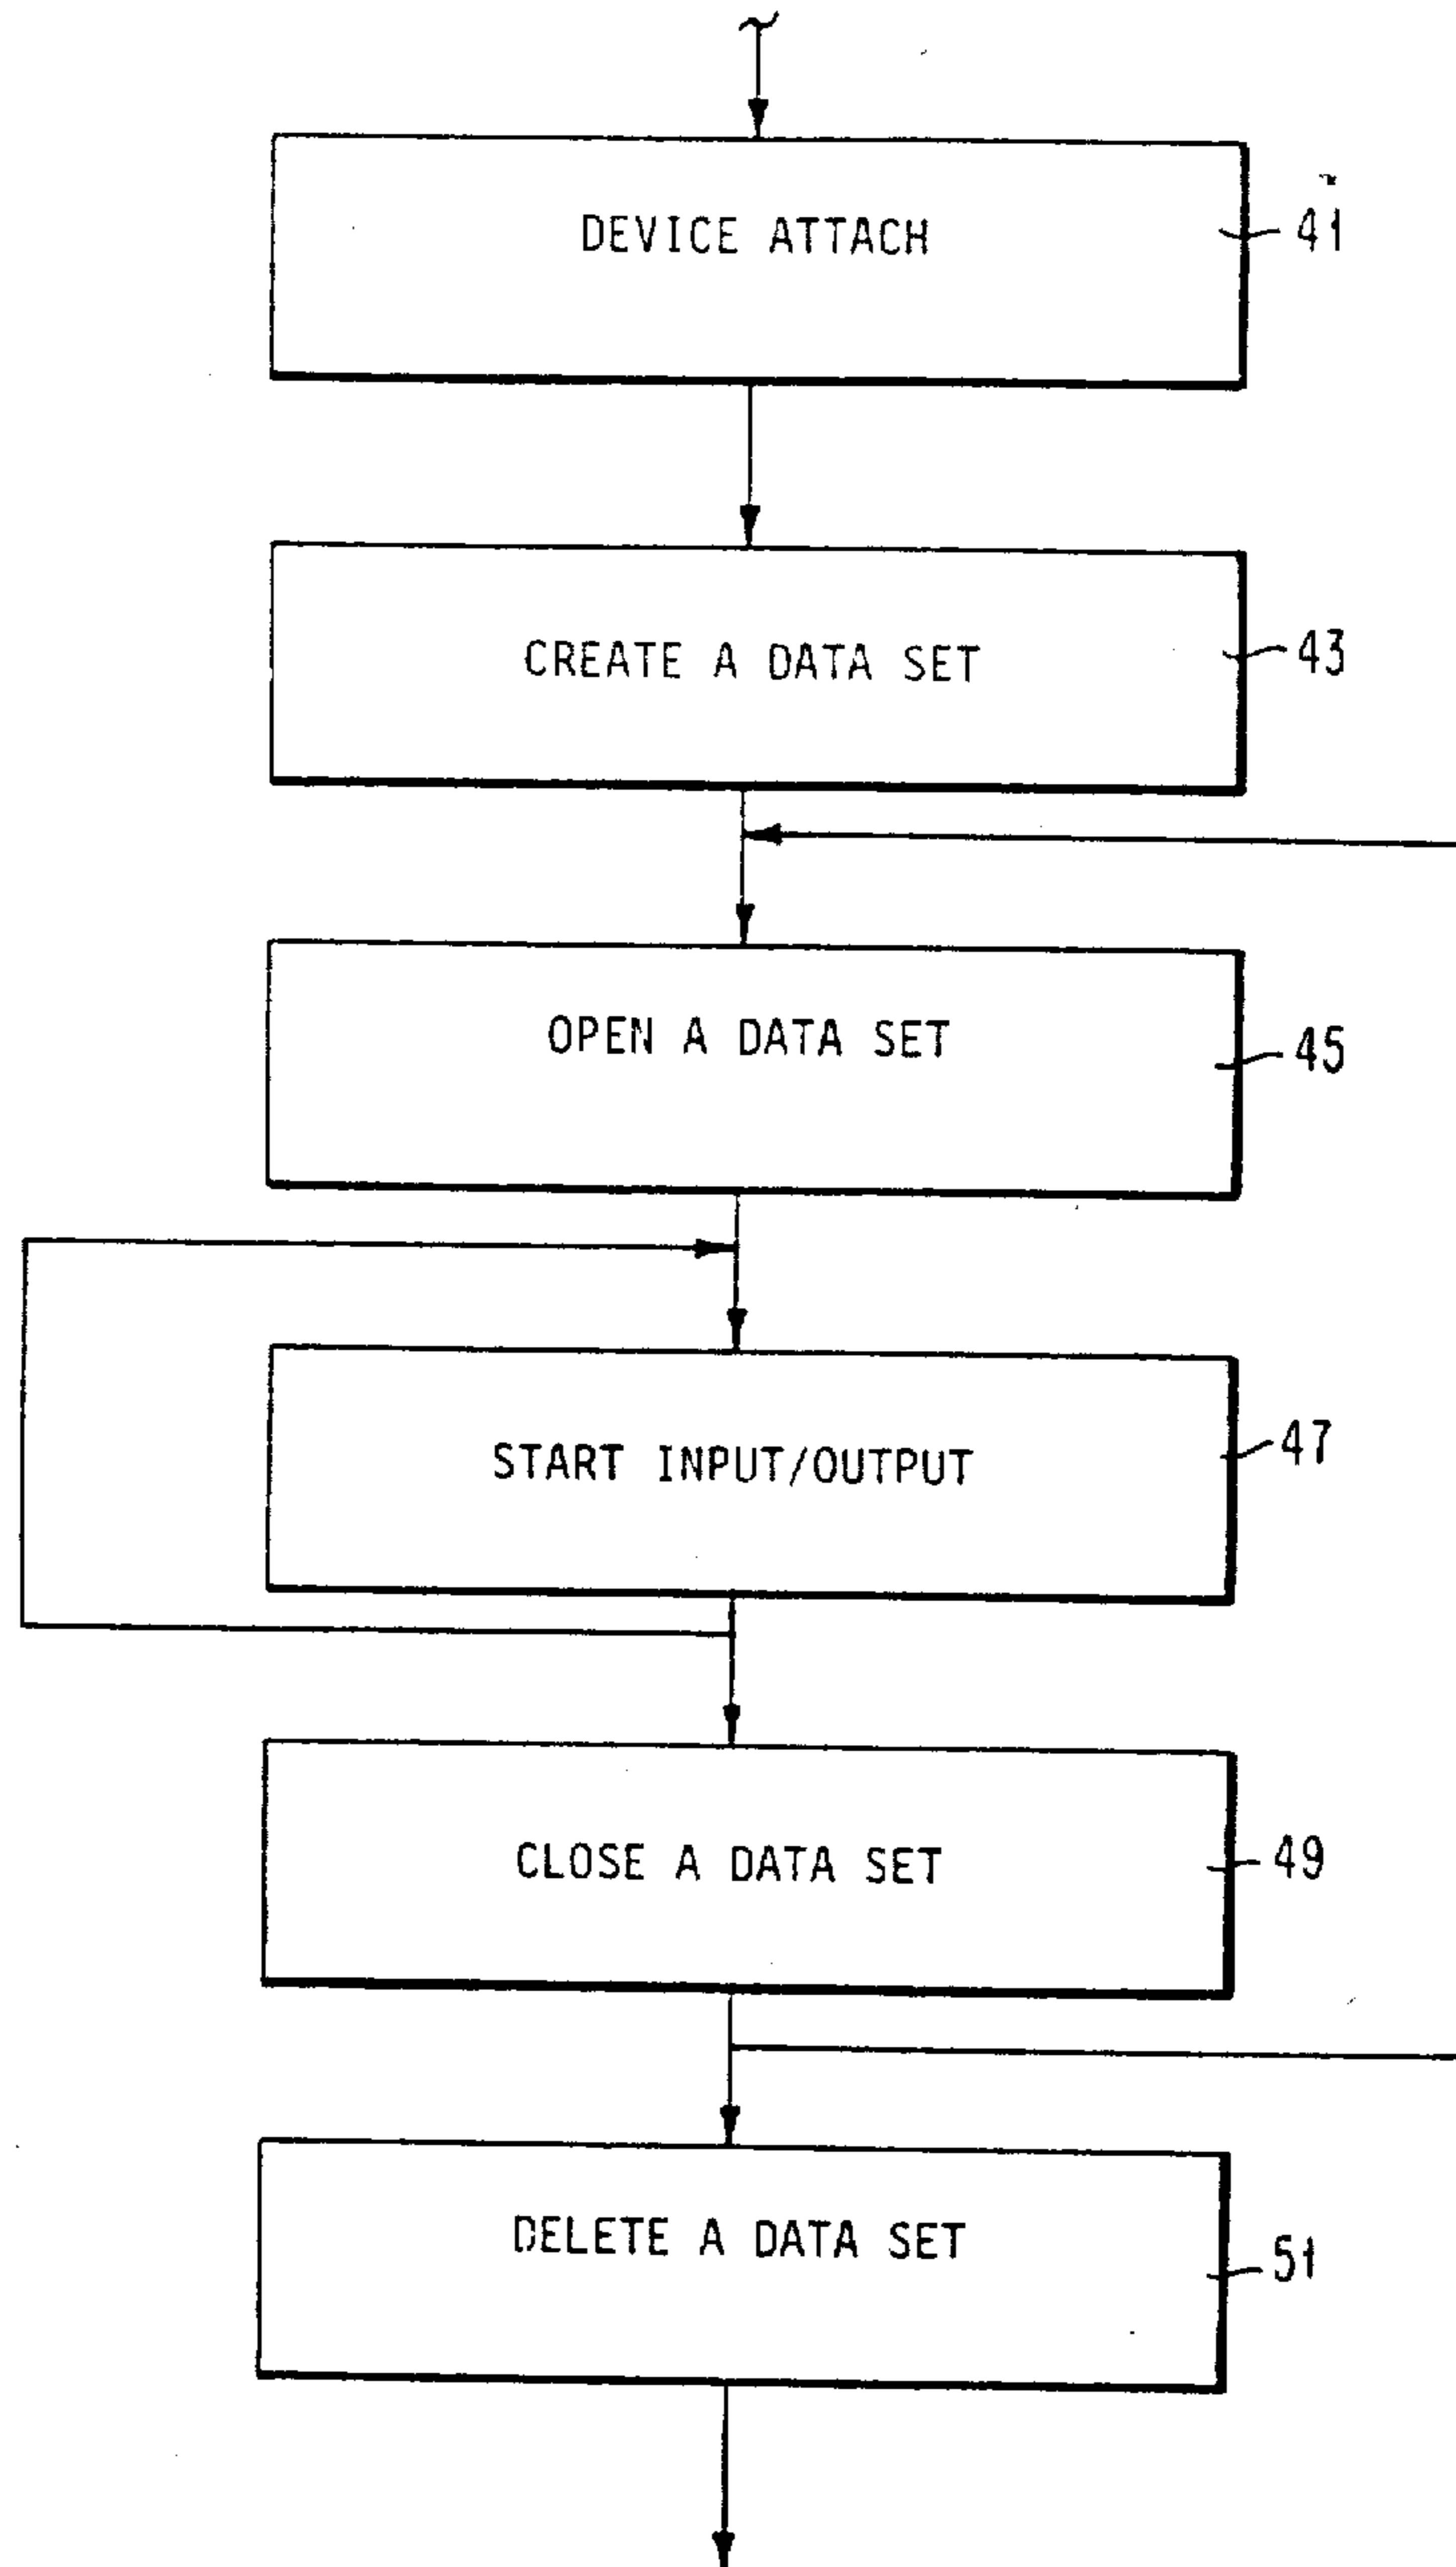 DEVICE ATTACH
41
CREATE A DATA SET
43
OPEN A DATA SET
45
START INPUT/OUTPUT
47
CLOSE A DATA SET
49
DELETE A DATA SET
51